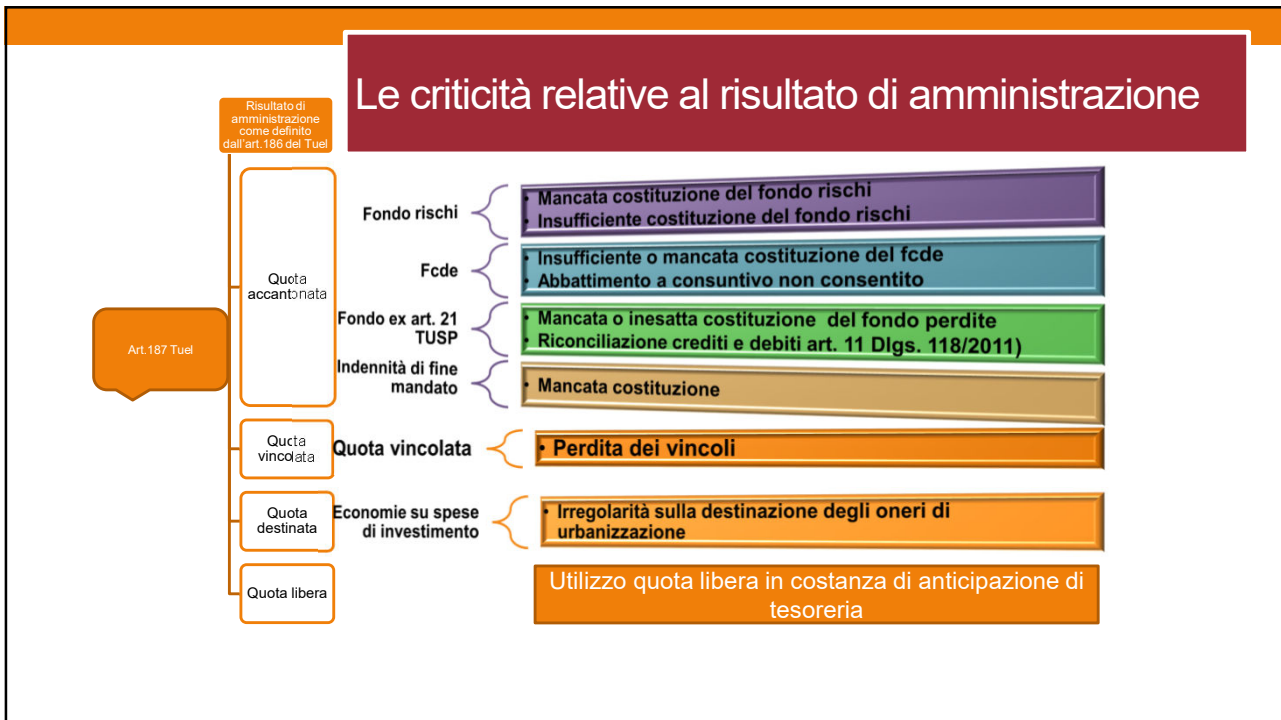 Le criticità relative al risultato di amministrazione
Risultato di
amministrazione
come definito
dall'art.186 del Tuel
Art.187 Tuel
Quota
accantonata
Fondo rischi
• Mancata costituzione del fondo rischi
• Insufficiente costituzione del fondo rischi
Fcde
• Insufficiente o mancata costituzione del fcde
• Abbattimento a consuntivo non consentito
Fondo ex art. 21
TUSP
• Mancata o inesatta costituzione del fondo perdite
• Riconciliazione crediti e debiti art. 11 Dlgs. 118/2011)
Indennità di fine
mandato
• Mancata costituzione
Quota
vincolata
Quota vincolata
• Perdita dei vincoli
Quota
destinata
Economie su spese
di investimento
• Irregolarità sulla destinazione degli oneri di
urbanizzazione
Quota libera
Utilizzo quota libera in costanza di anticipazione di
tesoreria